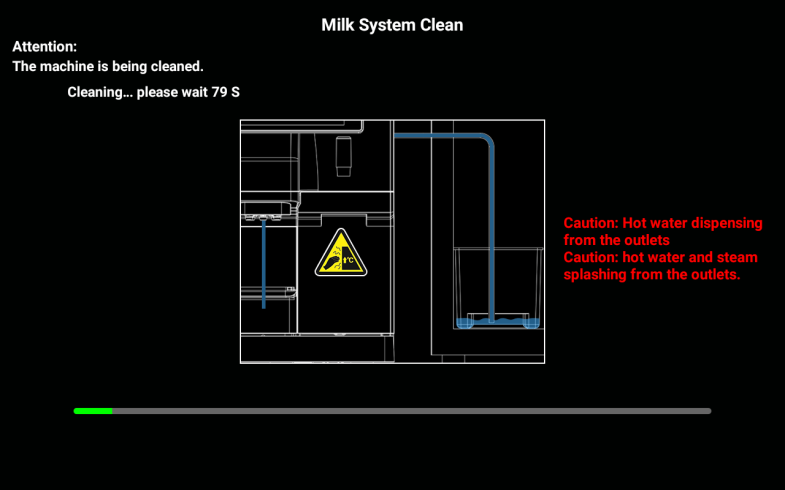 Milk System Clean
Attention:
The machine is being cleaned.
Cleaning... please wait 79 S
Caution: Hot water dispensing
from the outlets
Caution: hot water and steam
splashing from the outlets.